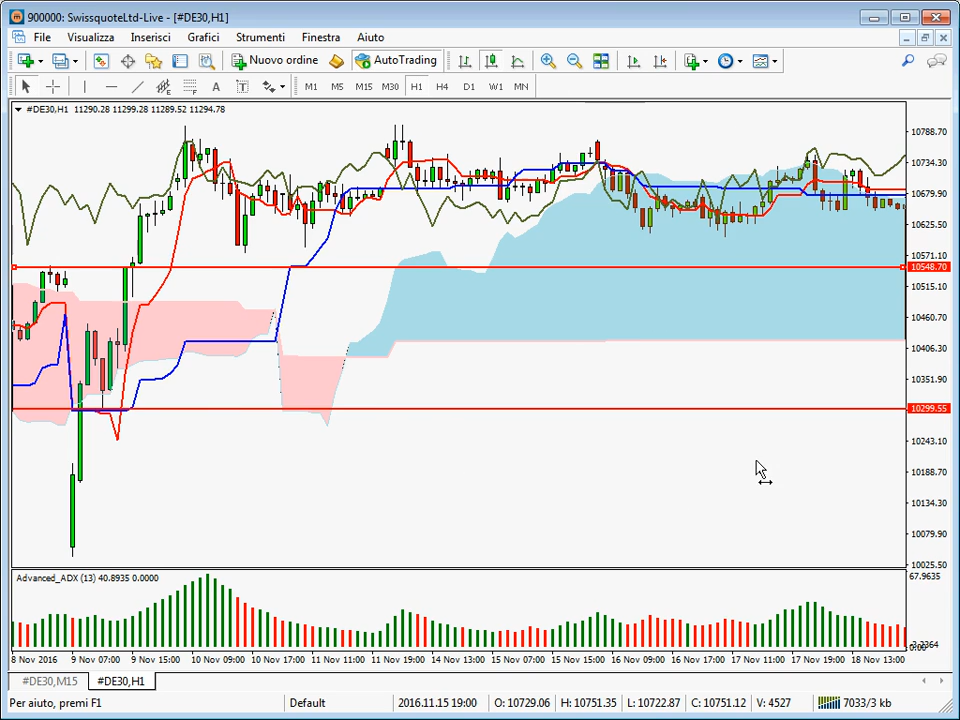 900000: SwissquoteLtd-Live - [#DE30,H1]
File Visualizza Inserisci Grafici Strumenti Finestra Aiuto
Nuovo ordine AutoTrading
A T M1 M5 M15 M30 H1 H4 D1 W1 MN
#DE30,H1 11290.28 11299.28 11289.52 11294.78
10788.70
10734.30
10679.90
10625.50
10571.10
10548.70
10515.10
10460.70
10406.30
10351.90
10299.55
10243.10
10188.70
10134.30
10079.90
10025.50
Advanced_ADX (13) 40.8935 0.0000
67.9635
8 Nov 2016 9 Nov 07:00 9 Nov 15:00 10 Nov 09:00 10 Nov 17:00 11 Nov 11:00 11 Nov 19:00 14 Nov 13:00 15 Nov 07:00 15 Nov 15:00 16 Nov 09:00 16 Nov 17:00 17 Nov 11:00 17 Nov 19:00 18 Nov 13:00
#DE30,M15 #DE30,H1
Per aiuto, premi F1 Default 2016.11.15 19:00 O: 10729.06 H: 10751.35 L: 10722.87 C: 10751.12 V: 4527 7033/3 kb